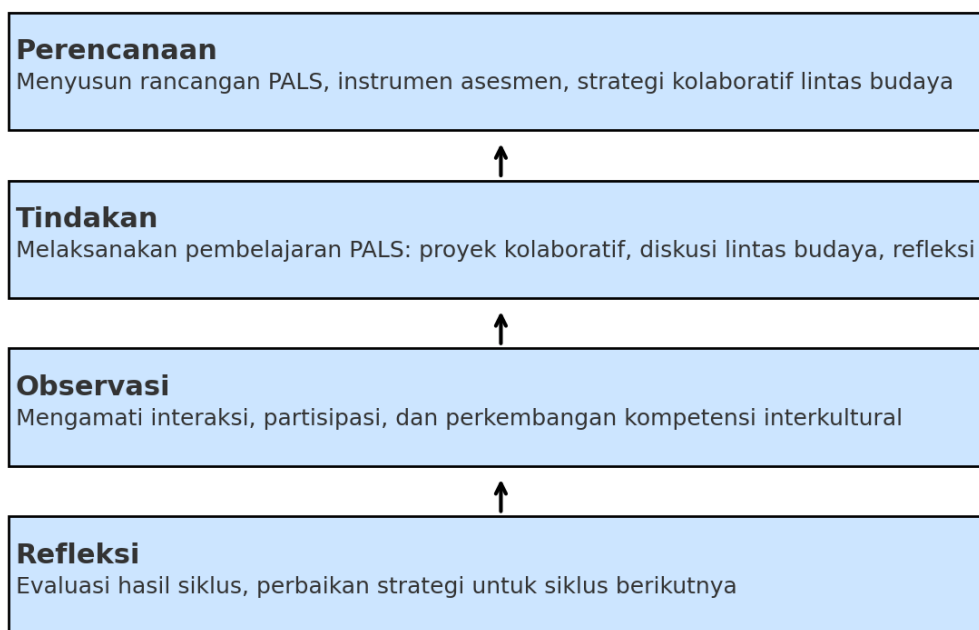 Perencanaan
Menyusun rancangan PALS, instrumen asesmen, strategi kolaboratif lintas budaya
Tindakan
Melaksanakan pembelajaran PALS: proyek kolaboratif, diskusi lintas budaya, refleksi
Observasi
Mengamati interaksi, partisipasi, dan perkembangan kompetensi interkultural
Refleksi
Evaluasi hasil siklus, perbaikan strategi untuk siklus berikutnya